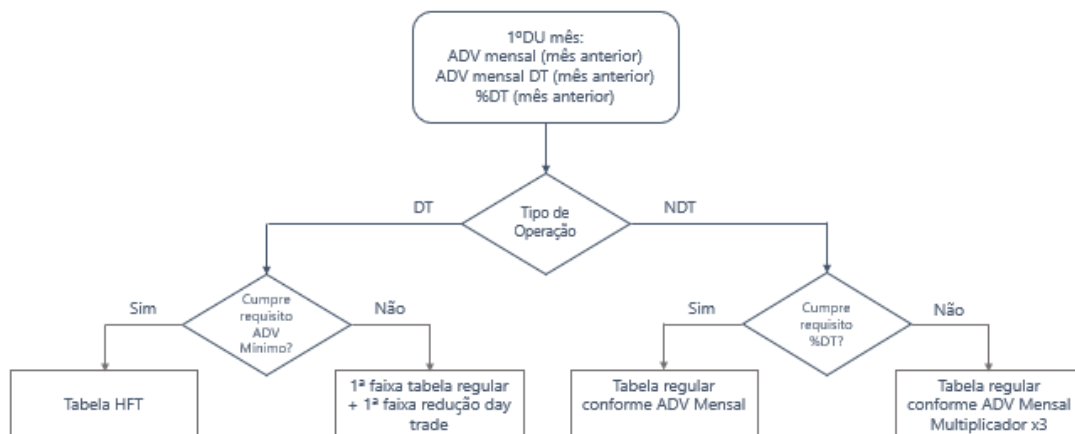 1ºDU mês:
ADV mensal (mês anterior)
ADV mensal DT (mês anterior)
%DT (mês anterior)
DT
Tipo de
Operação
NDT
Sim
Cumpre
requisito
ADV
Mínimo?
Não
Sim
Cumpre
requisito
%DT?
Não
Tabela HFT
1ª faixa tabela regular
+ 1ª faixa redução day
trade
Tabela regular
conforme ADV Mensal
Tabela regular
conforme ADV Mensal
Multiplicador x3